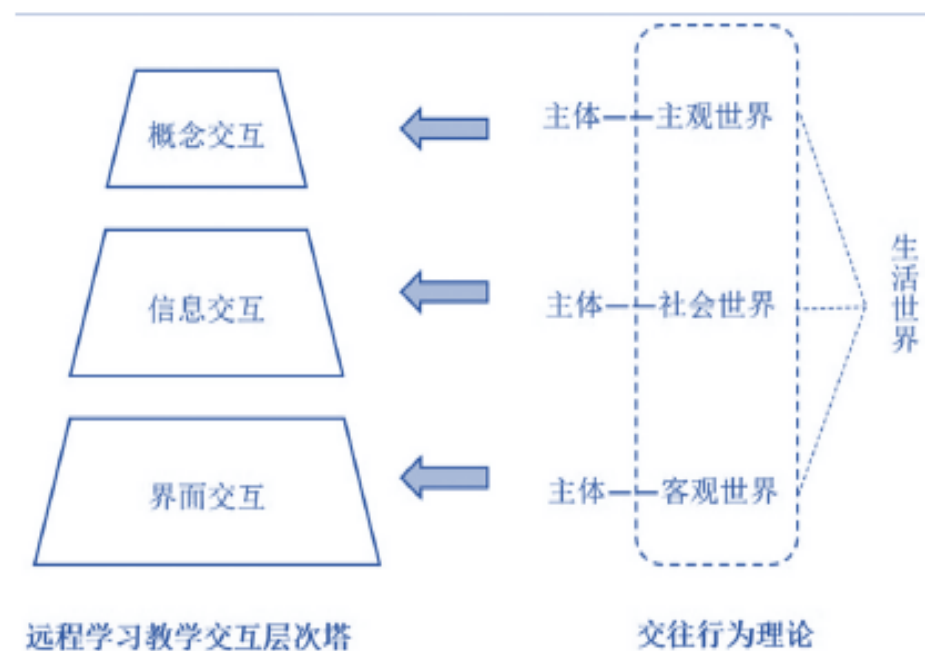 概念交互
主体——主观世界
信息交互
主体——社会世界
生活世界
界面交互
主体——客观世界
远程学习教学交互层次塔
交往行为理论